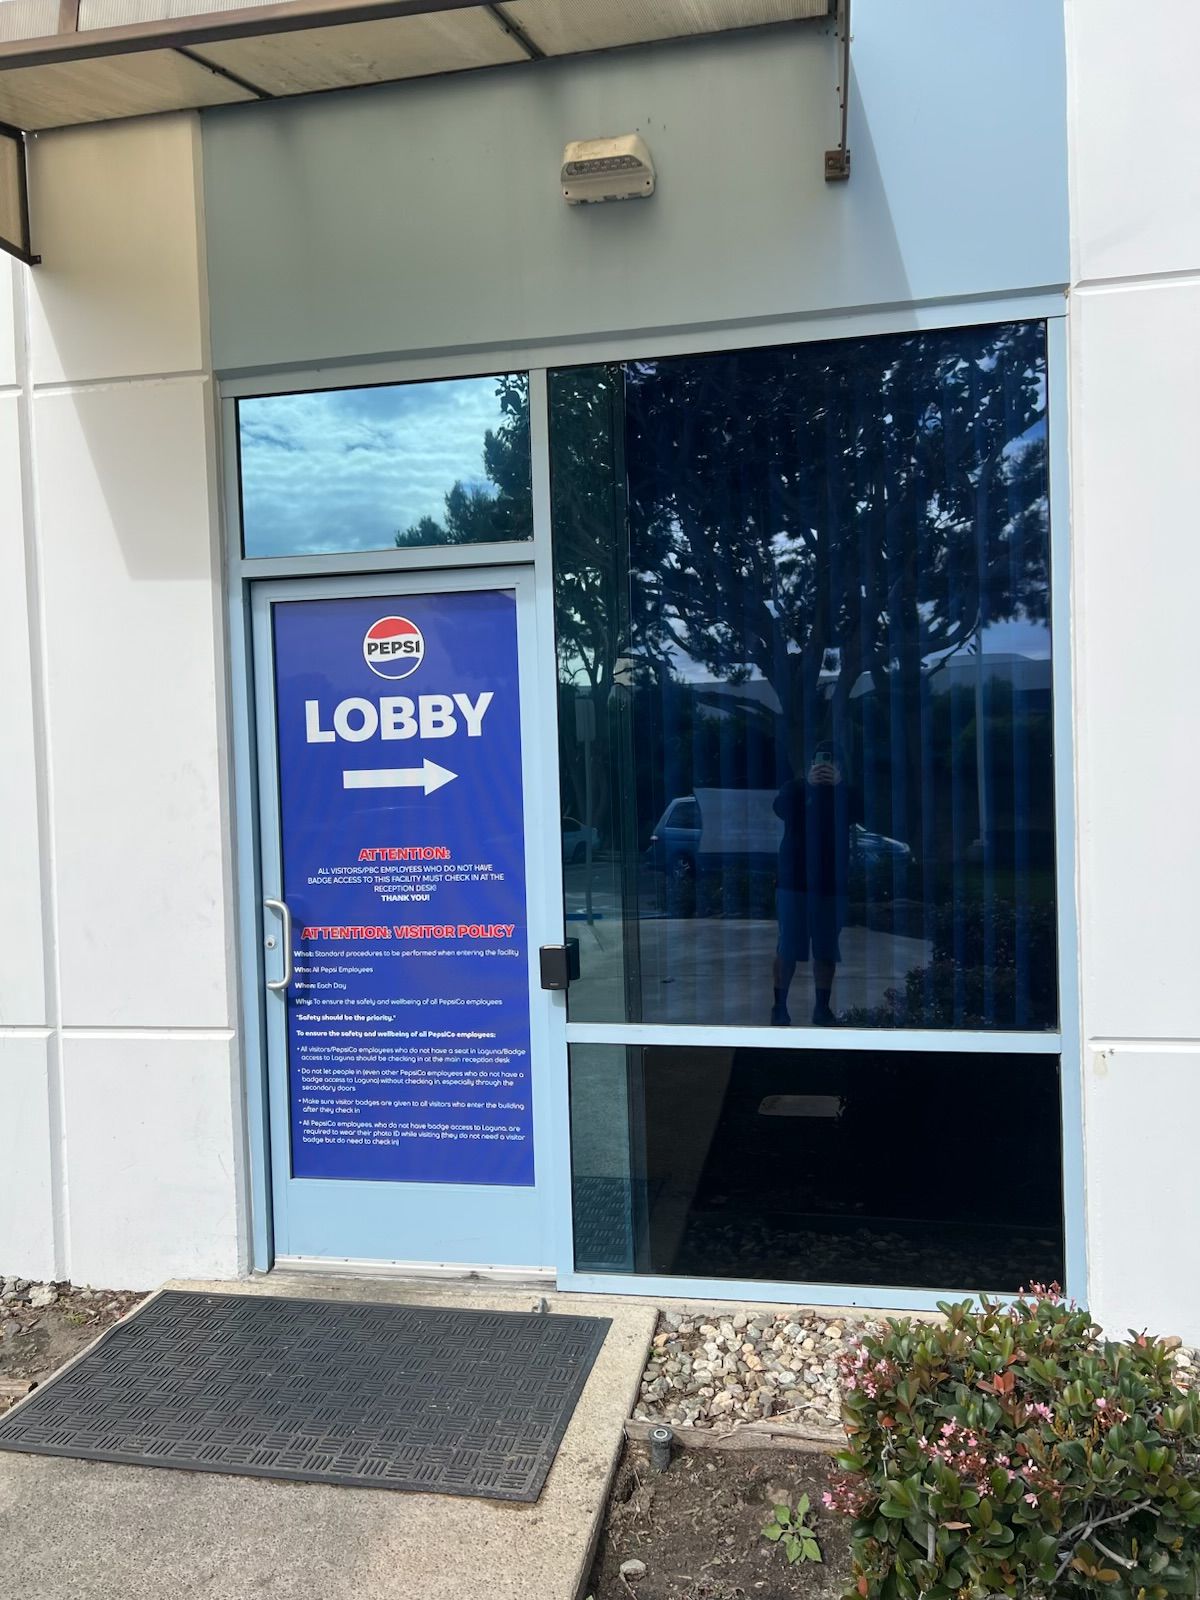 PEPSI
LOBBY
ATTENTION:
ALL VISITORS/PBC EMPLOYEES WHO DO NOT HAVE
BADGE ACCESS TO THIS FACILITY MUST CHECK IN AT THE
RECEPTION DESK!
THANK YOU!
ATTENTION: VISITOR POLICY
What: Standard procedures to be performed when entering the facility
Who: All Pepsi Employees
When: Each Day
Why: To ensure the safety and wellbeing of all PepsiCo employees
"Safety should be the priority."
To ensure the safety and wellbeing of all PepsiCo employees:
• All visitors/PepsiCo employees who do not have a seat in Laguna/Badge
access to Laguna should be checking in at the main reception desk
• Do not let people in (even other PepsiCo employees who do not have a
badge access to Laguna) without checking in, especially through the
secondary doors
• Make sure visitor badges are given to all visitors who enter the building
after they check in
• All PepsiCo employees, who do not have badge access to Laguna, are
required to wear their photo ID while visiting (they do not need a visitor
badge but do need to check in)